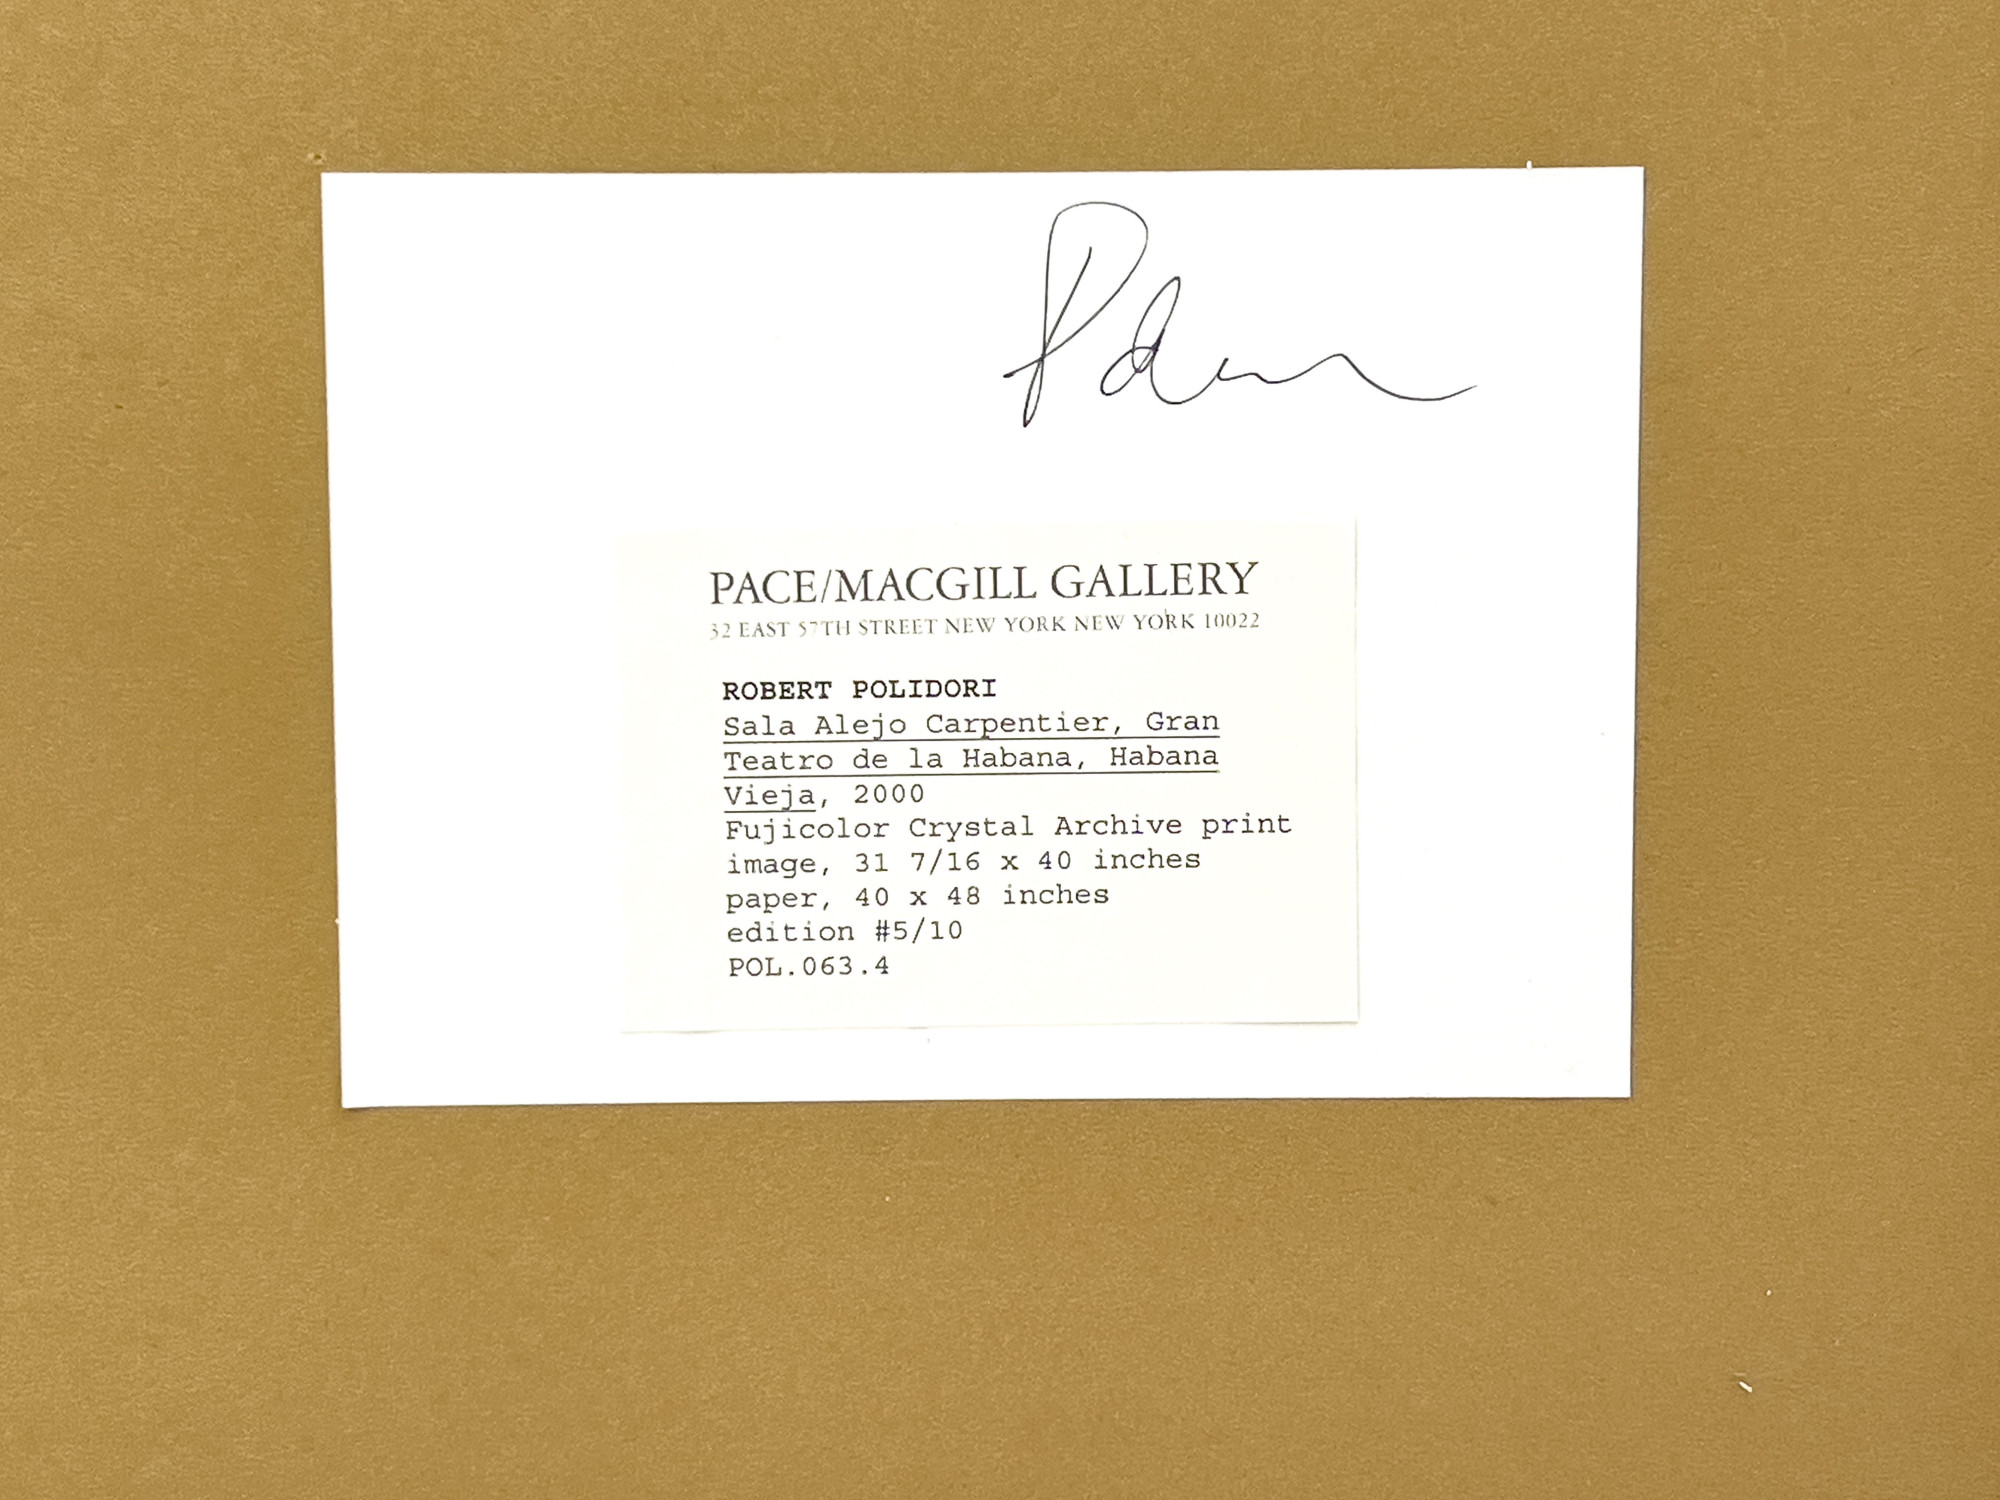 PACE/MACGILL GALLERY
32 EAST 57TH STREET NEW YORK NEW YORK 10022
ROBERT POLIDORI
Sala Alejo Carpentier, Gran
Teatro de la Habana, Habana
Vieja, 2000
Fujicolor Crystal Archive print
image, 31 7/16 x 40 inches
paper, 40 x 48 inches
edition #5/10
POL.063.4